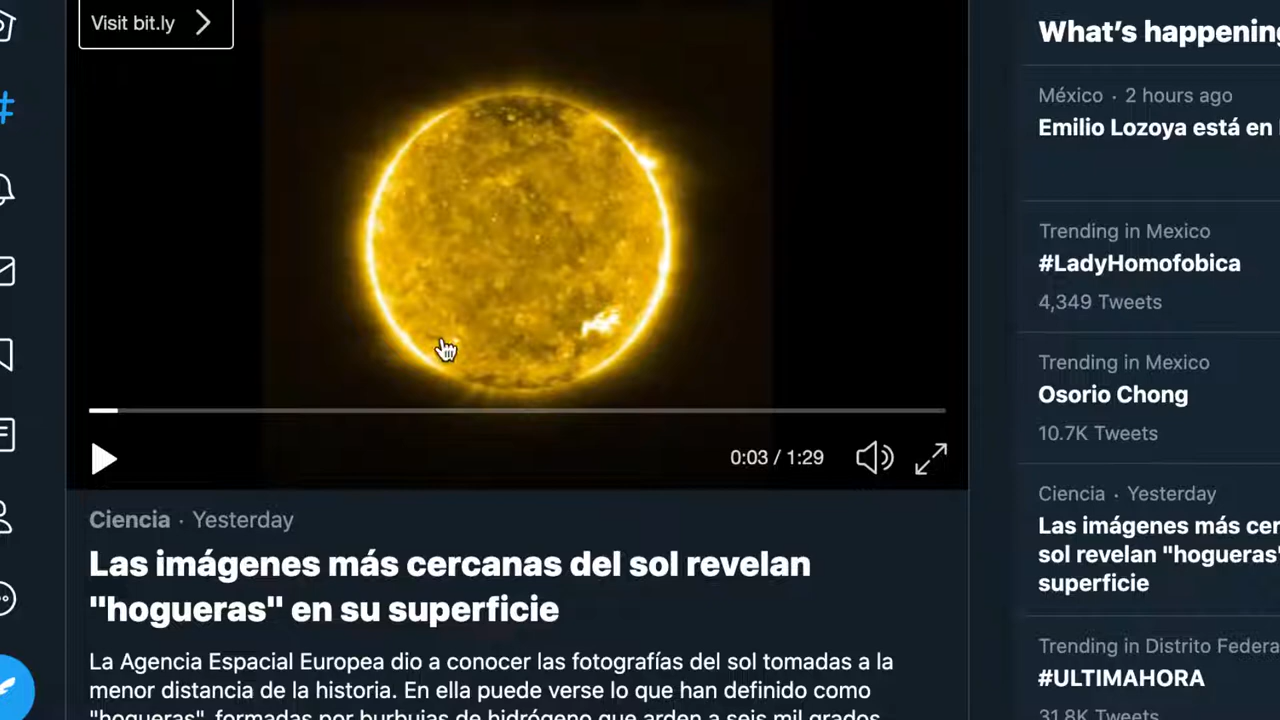 Visit bit.ly
0:03 / 1:29
Ciencia · Yesterday
Las imágenes más cercanas del sol revelan
"hogueras" en su superficie
La Agencia Espacial Europea dio a conocer las fotografías del sol tomadas a la
menor distancia de la historia. En ella puede verse lo que han definido como
"hogueras", formadas por burbujas de hidrógeno que arden a seis mil grados
What's happening
México · 2 hours ago
Emilio Lozoya está en
Trending in Mexico
#LadyHomofobica
4,349 Tweets
Trending in Mexico
Osorio Chong
10.7K Tweets
Ciencia · Yesterday
Las imágenes más cer
sol revelan "hogueras"
superficie
Trending in Distrito Federa
#ULTIMAHORA
31.8K Tweets